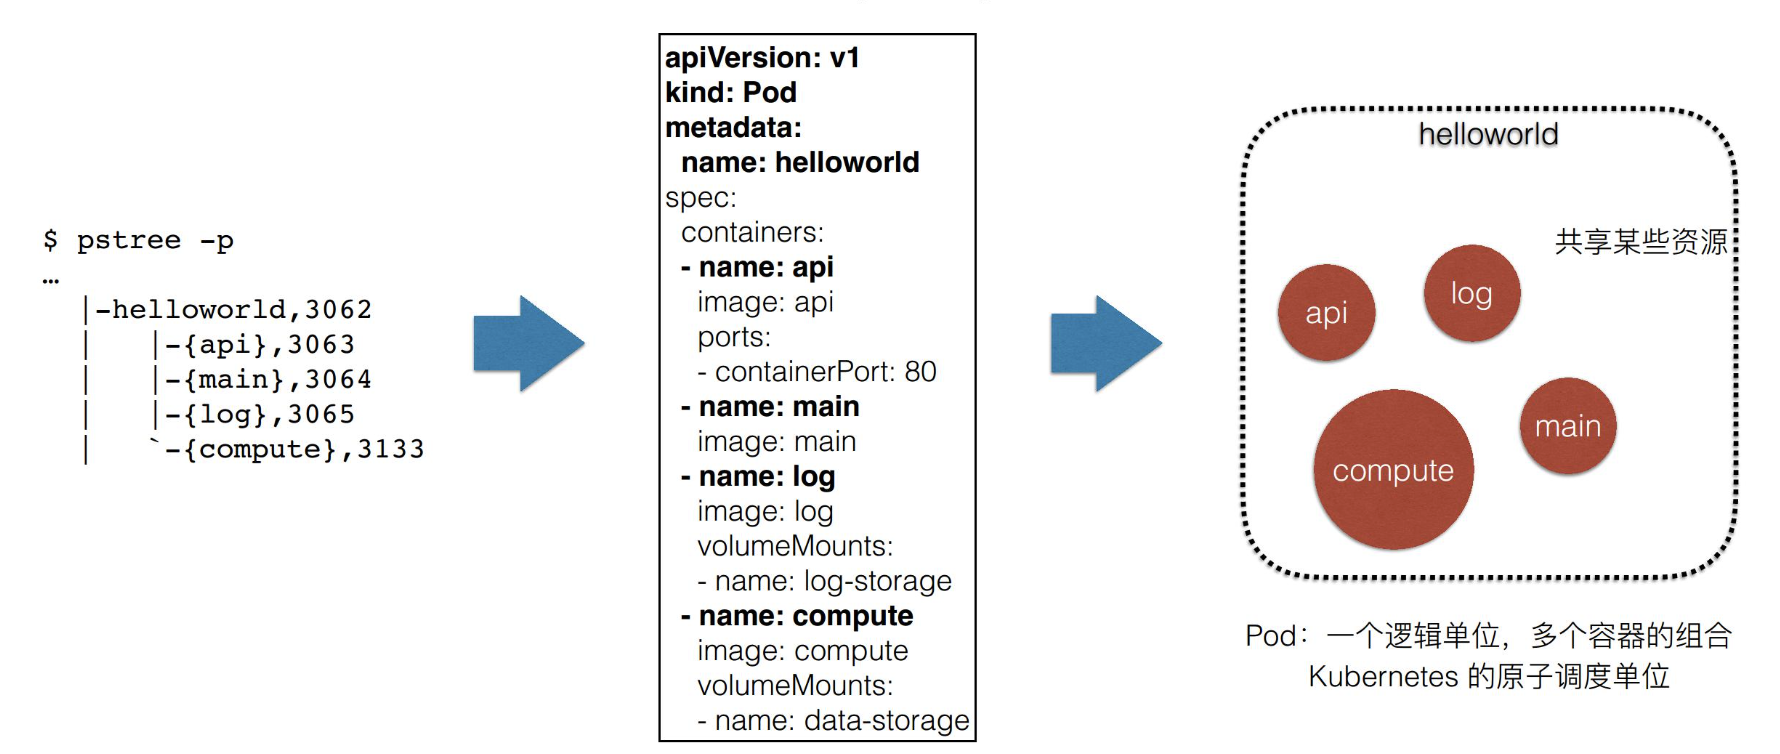 $ pstree -p
…
|-helloworld,3062
| |-{api},3063
| |-{main},3064
| |-{log},3065
| `-{compute},3133
apiVersion: v1
kind: Pod
metadata:
name: helloworld
spec:
containers:
- name: api
image: api
ports:
- containerPort: 80
- name: main
image: main
- name: log
image: log
volumeMounts:
- name: log-storage
- name: compute
image: compute
volumeMounts:
- name: data-storage
helloworld
共享某些资源
api
log
main
compute
Pod：一个逻辑单位，多个容器的组合
Kubernetes 的原子调度单位